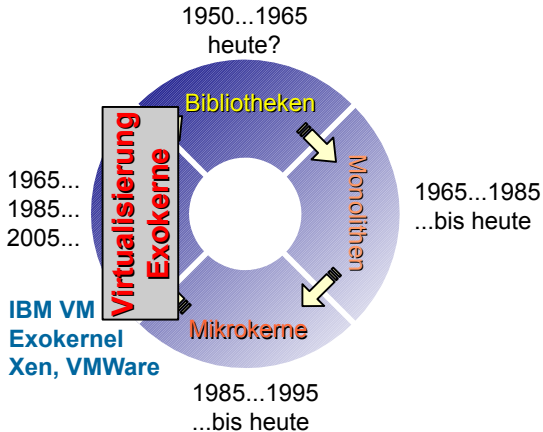 1950...1965
heute?
Bibliotheken
Monolithen
1965...1985
...bis heute
Mikrokerne
1985...1995
...bis heute
Virtualisierung
Exokerne
1965...
1985...
2005...
IBM VM
Exokernel
Xen, VMWare